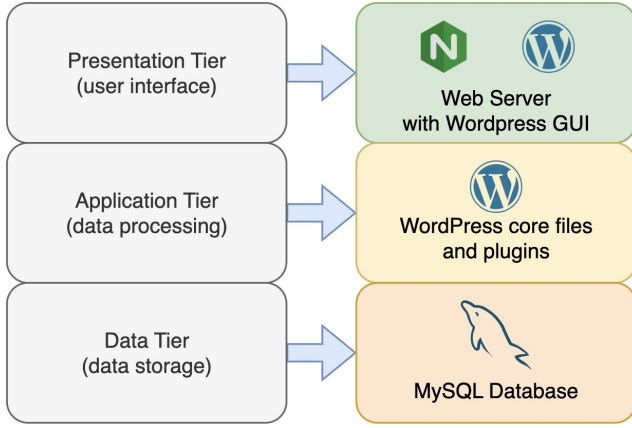 Presentation Tier
(user interface)
N
W
Web Server
with Wordpress GUI
Application Tier
(data processing)
W
WordPress core files
and plugins
Data Tier
(data storage)
MySQL Database